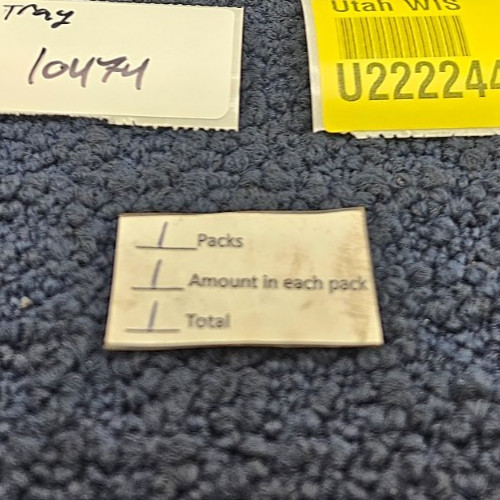 Tray
10474
Utah WIS
U222244
1 Packs
1 Amount in each pack
1 Total